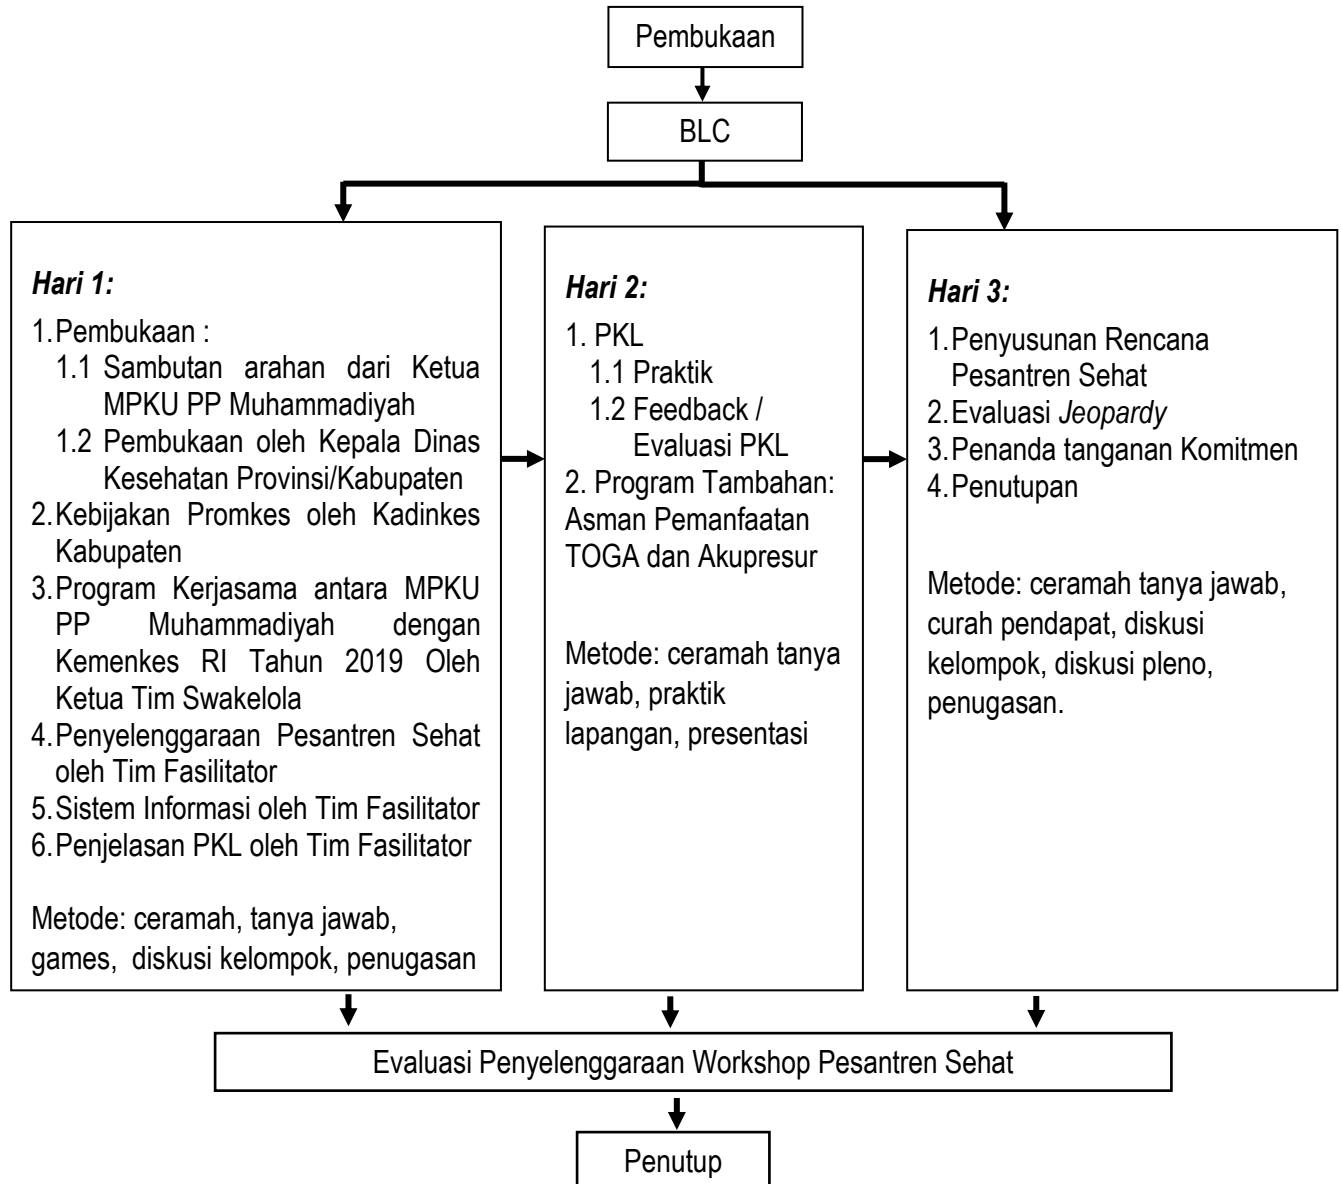 Pembukaan
BLC
Hari 1:
1.Pembukaan :
1.1 Sambutan arahan dari Ketua
MPKU PP Muhammadiyah
1.2 Pembukaan oleh Kepala Dinas
Kesehatan Provinsi/Kabupaten
2.Kebijakan Promkes oleh Kadinkes
Kabupaten
3.Program Kerjasama antara MPKU
PP Muhammadiyah dengan
Kemenkes RI Tahun 2019 Oleh
Ketua Tim Swakelola
4.Penyelenggaraan Pesantren Sehat
oleh Tim Fasilitator
5.Sistem Informasi oleh Tim Fasilitator
6.Penjelasan PKL oleh Tim Fasilitator
Metode: ceramah, tanya jawab,
games, diskusi kelompok, penugasan
Hari 2:
1. PKL
1.1 Praktik
1.2 Feedback /
Evaluasi PKL
2. Program Tambahan:
Asman Pemanfaatan
TOGA dan Akupresur
Metode: ceramah tanya
jawab, praktik
lapangan, presentasi
Hari 3:
1.Penyusunan Rencana
Pesantren Sehat
2.Evaluasi Jeopardy
3.Penanda tanganan Komitmen
4.Penutupan
Metode: ceramah tanya jawab,
curah pendapat, diskusi
kelompok, diskusi pleno,
penugasan.
Evaluasi Penyelenggaraan Workshop Pesantren Sehat
Penutup